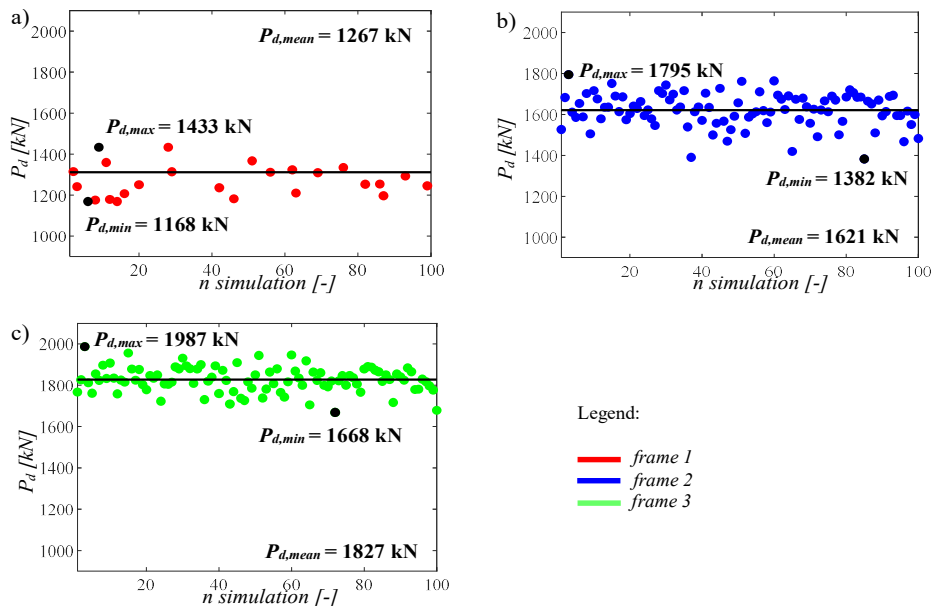 a)
2000
1800
1600
1400
1200
1000
P_d [kN]
P_d,mean = 1267 kN
P_d,max = 1433 kN
P_d,min = 1168 kN
20 40 60 80 100
n simulation [-]
b)
2000
1800
1600
1400
1200
1000
P_d [kN]
P_d,max = 1795 kN
P_d,min = 1382 kN
P_d,mean = 1621 kN
20 40 60 80 100
n simulation [-]
c)
2000
1800
1600
1400
1200
1000
P_d [kN]
P_d,max = 1987 kN
P_d,min = 1668 kN
P_d,mean = 1827 kN
20 40 60 80 100
n simulation [-]
Legend:
frame 1
frame 2
frame 3